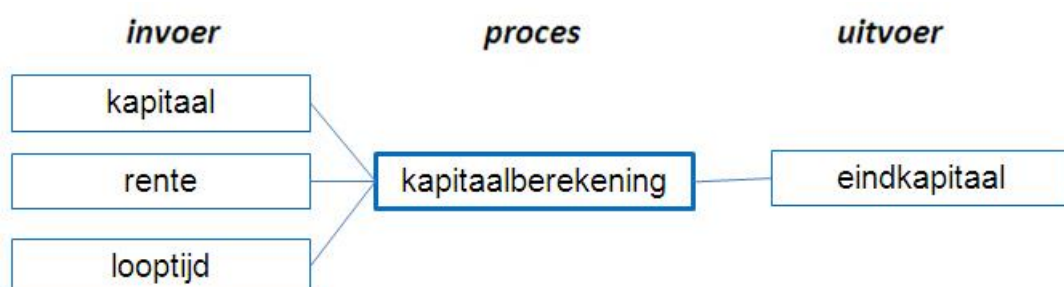 invoer
proces
uitvoer
kapitaal
rente
kapitaalberekening
eindkapitaal
looptijd